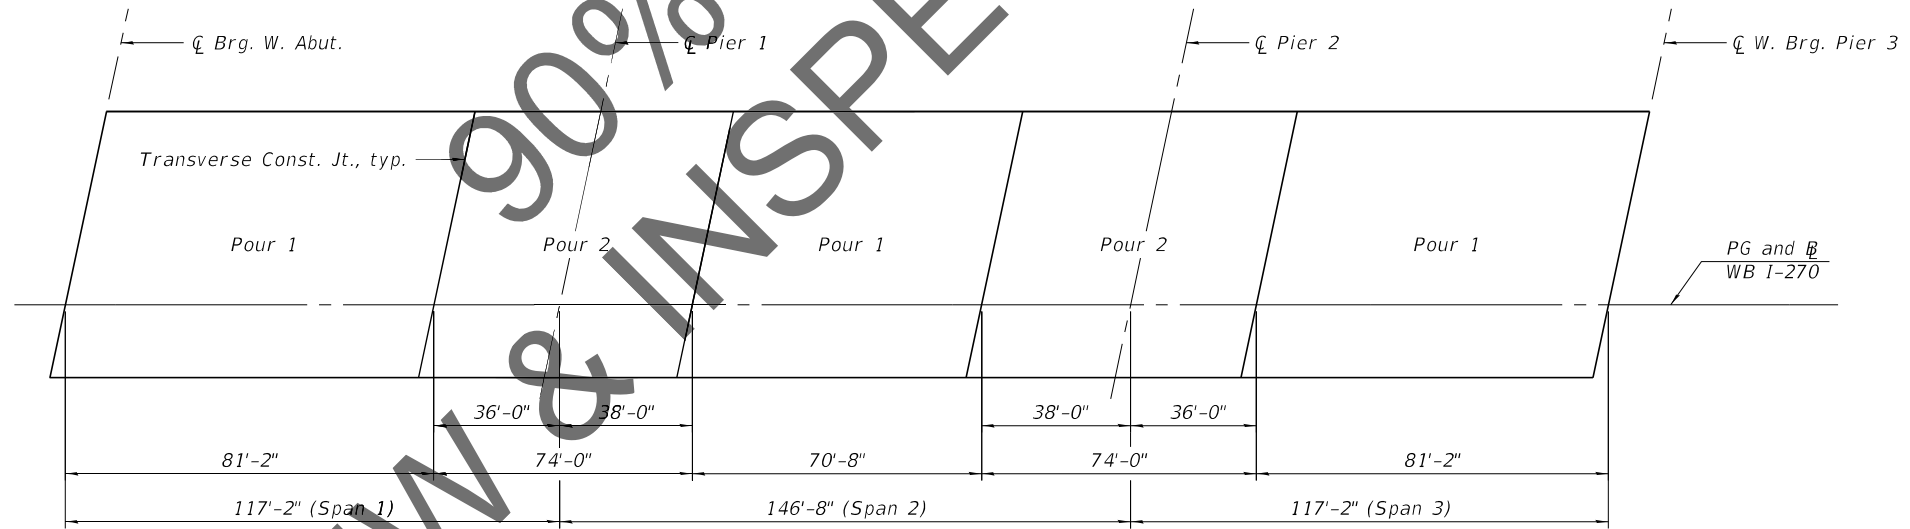 ℄ Brg. W. Abut.
℄ Pier 1
℄ Pier 2
℄ W. Brg. Pier 3
90%
& INSPE
W
Transverse Const. Jt., typ.
Pour 1
Pour 2
Pour 1
Pour 2
Pour 1
PG and B̵L
WB I-270
36'-0"
38'-0"
38'-0"
36'-0"
81'-2"
74'-0"
70'-8"
74'-0"
81'-2"
117'-2" (Span 1)
146'-8" (Span 2)
117'-2" (Span 3)